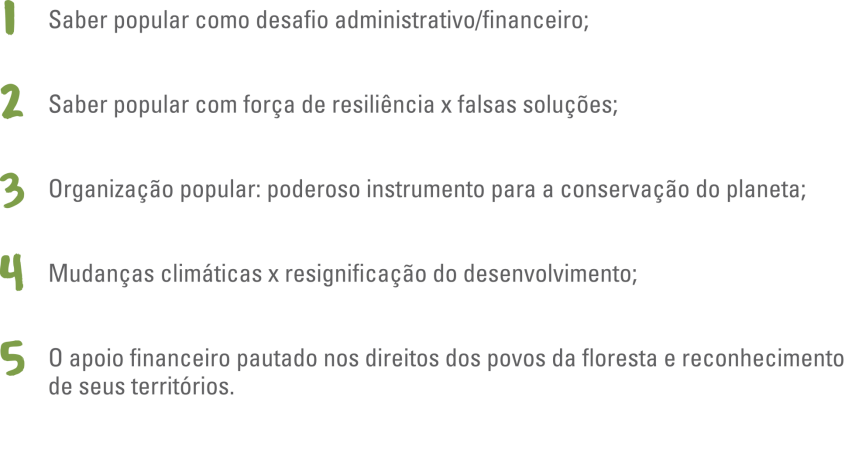 1 Saber popular como desafio administrativo/financeiro;
2 Saber popular com força de resiliência x falsas soluções;
3 Organização popular: poderoso instrumento para a conservação do planeta;
4 Mudanças climáticas x resignificação do desenvolvimento;
5 O apoio financeiro pautado nos direitos dos povos da floresta e reconhecimento
de seus territórios.